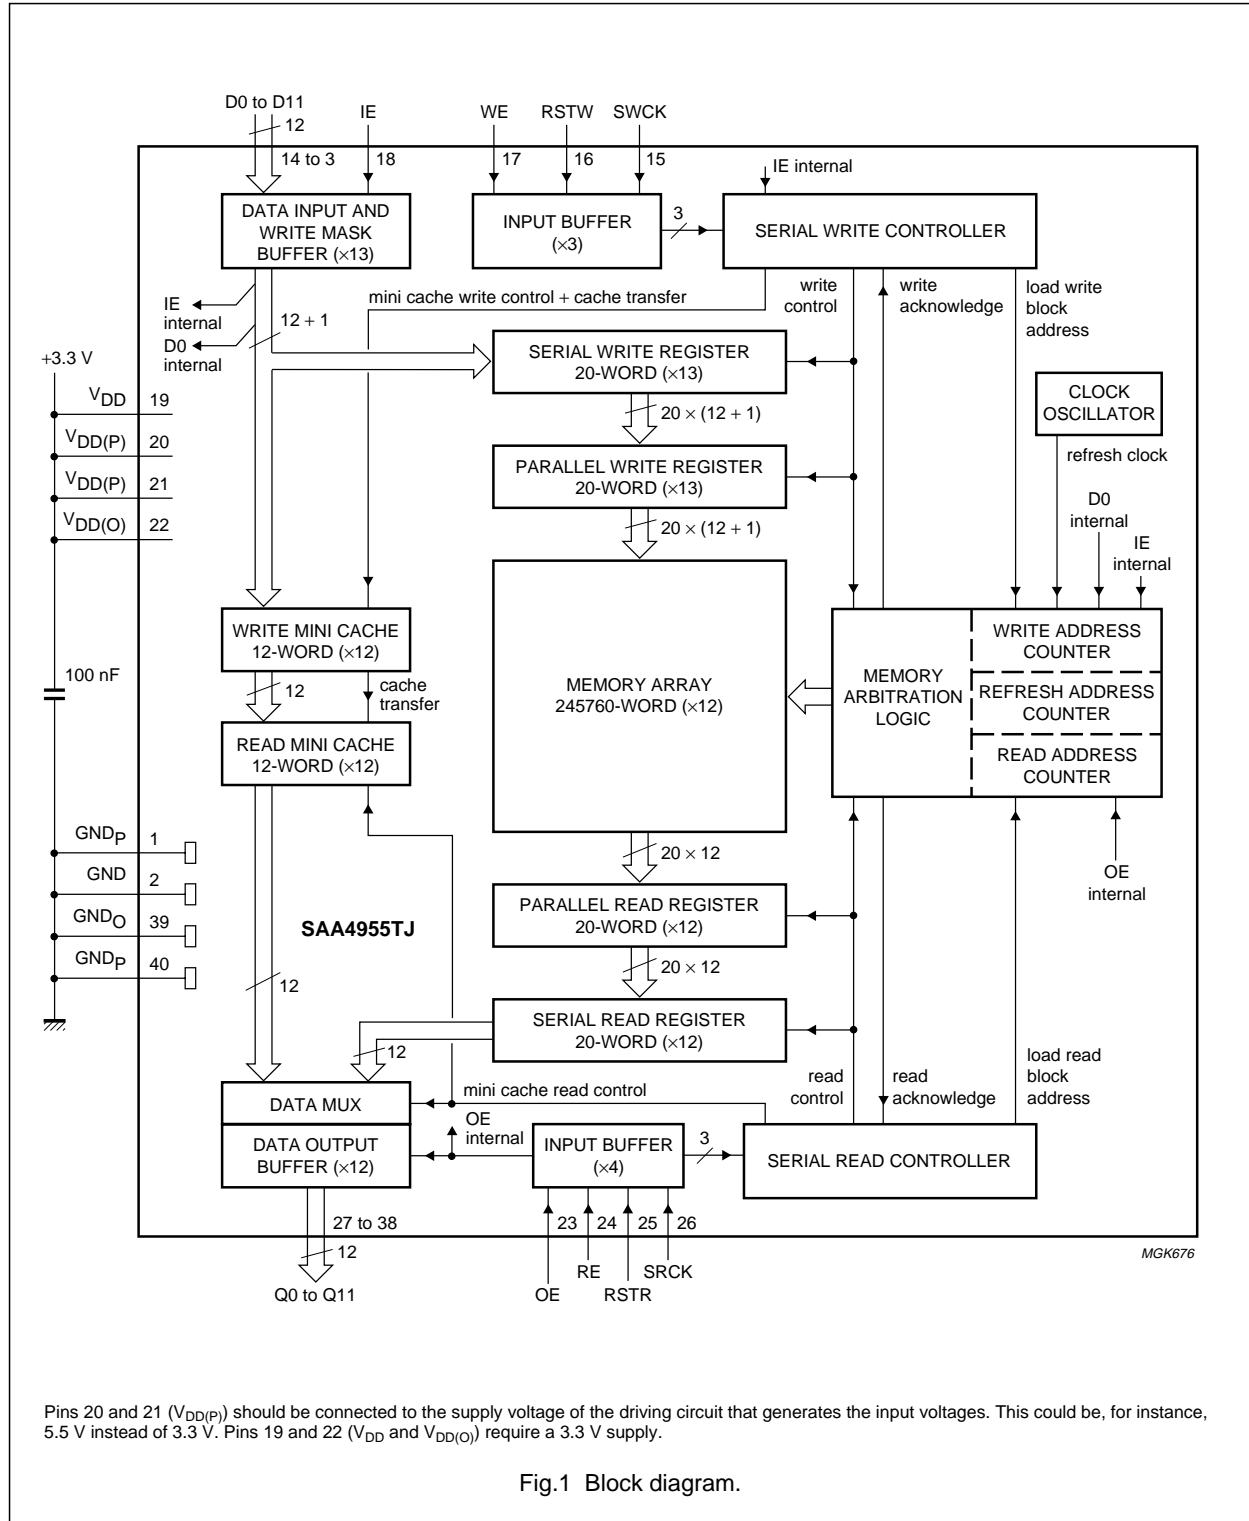 D0 to D11
12
IE
WE
RSTW
SWCK
14 to 3
18
17
16
15
IE internal
DATA INPUT AND
WRITE MASK
BUFFER (×13)
INPUT BUFFER
(×3)
3
SERIAL WRITE CONTROLLER
IE
internal
D0
internal
12 + 1
mini cache write control + cache transfer
write
control
write
acknowledge
load write
block
address
SERIAL WRITE REGISTER
20-WORD (×13)
20 × (12 + 1)
CLOCK
OSCILLATOR
refresh clock
+3.3 V
VDD
19
VDD(P)
20
VDD(P)
21
VDD(O)
22
PARALLEL WRITE REGISTER
20-WORD (×13)
20 × (12 + 1)
D0
internal
IE
internal
WRITE MINI CACHE
12-WORD (×12)
12
cache
transfer
READ MINI CACHE
12-WORD (×12)
100 nF
MEMORY ARRAY
245760-WORD (×12)
MEMORY
ARBITRATION
LOGIC
WRITE ADDRESS
COUNTER
REFRESH ADDRESS
COUNTER
READ ADDRESS
COUNTER
OE
internal
GNDP
1
GND
2
GNDO
39
GNDP
40
SAA4955TJ
20 × 12
PARALLEL READ REGISTER
20-WORD (×12)
20 × 12
SERIAL READ REGISTER
20-WORD (×12)
12
12
mini cache read control
read
control
read
acknowledge
load read
block
address
DATA MUX
DATA OUTPUT
BUFFER (×12)
OE
internal
INPUT BUFFER
(×4)
3
SERIAL READ CONTROLLER
27 to 38
12
Q0 to Q11
23
24
25
26
OE
RE
RSTR
SRCK
MGK676
Pins 20 and 21 (VDD(P)) should be connected to the supply voltage of the driving circuit that generates the input voltages. This could be, for instance,
5.5 V instead of 3.3 V. Pins 19 and 22 (VDD and VDD(O)) require a 3.3 V supply.
Fig.1 Block diagram.